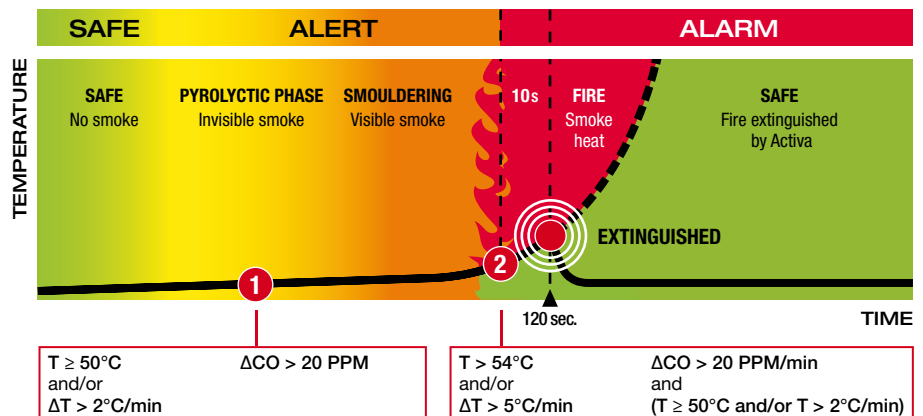 SAFE ALERT ALARM
TEMPERATURE
SAFE
No smoke
PYROLYCTIC PHASE
Invisible smoke
SMOULDERING
Visible smoke
10s
FIRE
Smoke
heat
SAFE
Fire extinguished
by Activa
1
2
EXTINGUISHED
120 sec.
TIME
T ≥ 50°C
and/or
ΔT > 2°C/min
ΔCO > 20 PPM
T > 54°C
and/or
ΔT > 5°C/min
ΔCO > 20 PPM/min
and
(T ≥ 50°C and/or T > 2°C/min)